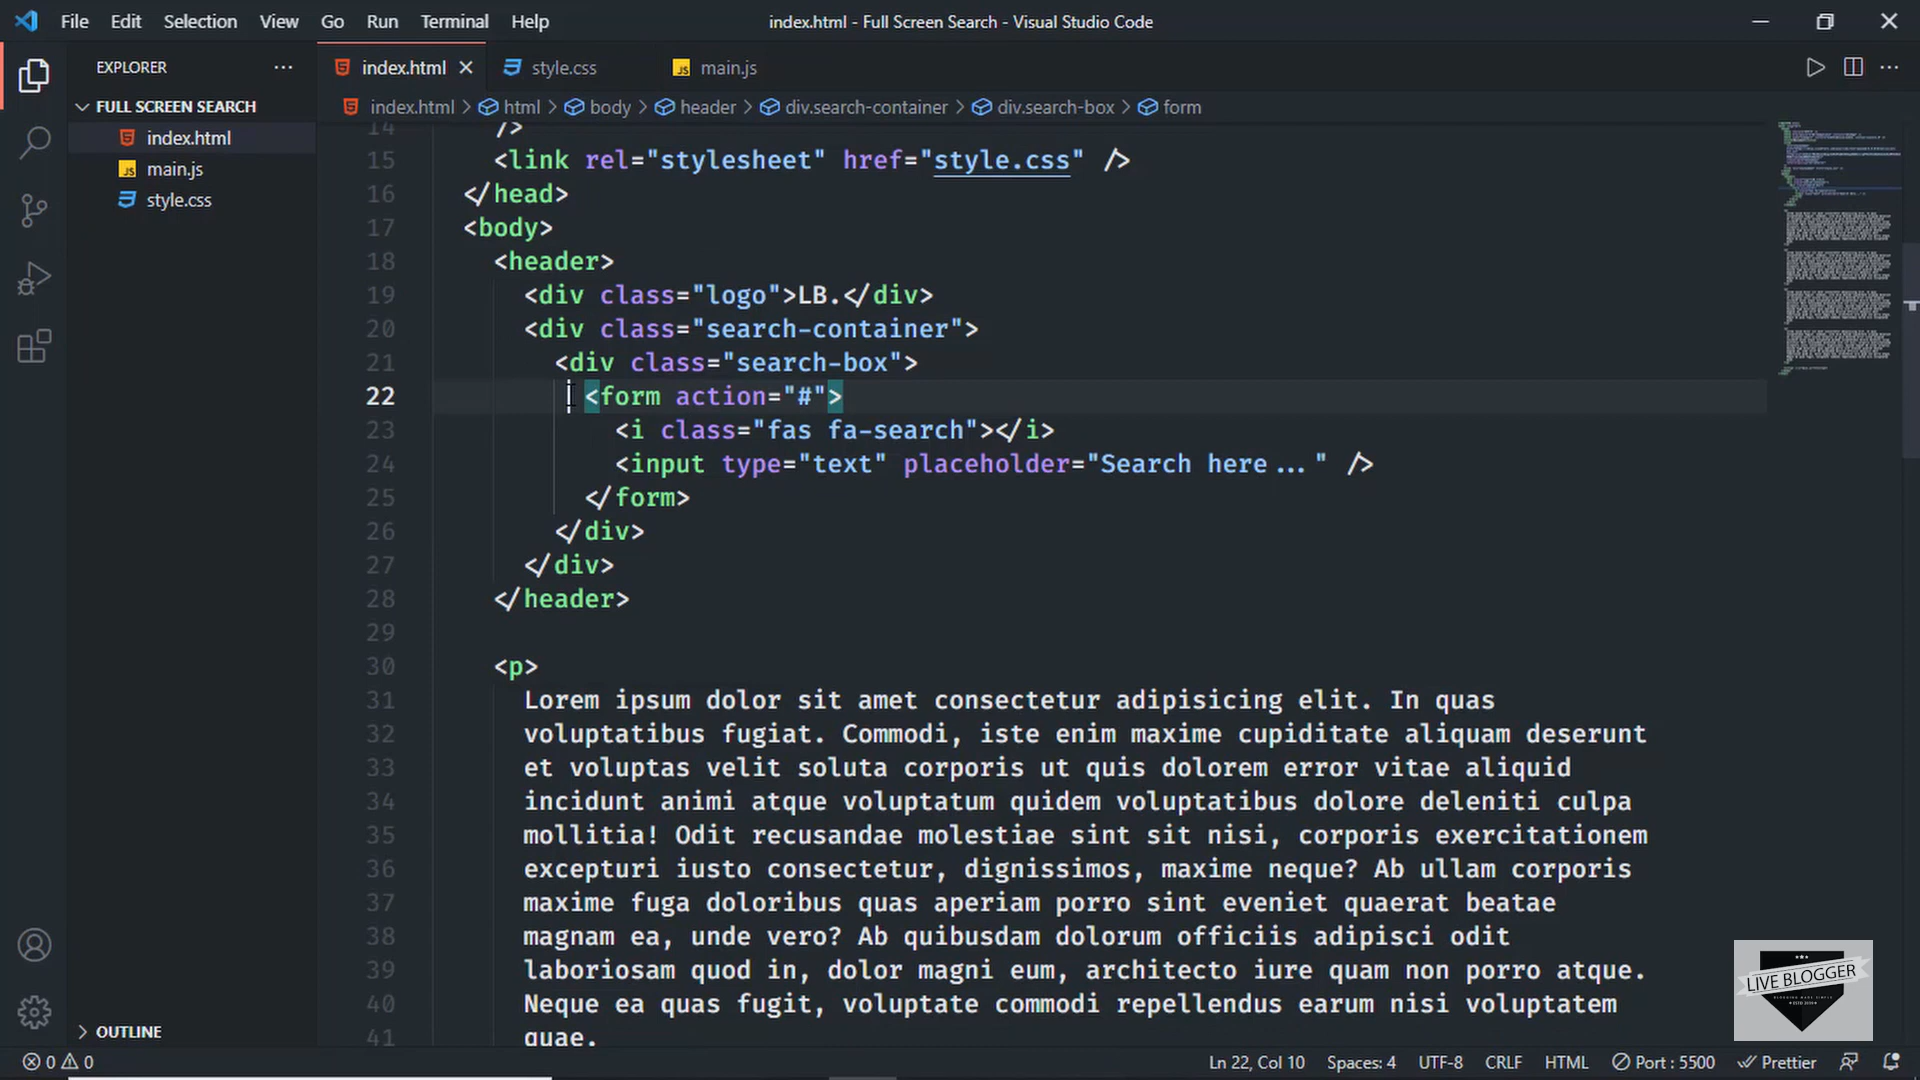 File Edit Selection View Go Run Terminal Help
index.html - Full Screen Search - Visual Studio Code
EXPLORER
index.html
style.css
main.js
FULL SCREEN SEARCH
index.html > html > body > header > div.search-container > div.search-box > form
index.html
main.js
style.css
14 />
15 <link rel="stylesheet" href="style.css" />
16 </head>
17 <body>
18 <header>
19 <div class="logo">LB.</div>
20 <div class="search-container">
21 <div class="search-box">
22 <form action="#">
23 <i class="fas fa-search"></i>
24 <input type="text" placeholder="Search here..." />
25 </form>
26 </div>
27 </div>
28 </header>
29
30 <p>
31 Lorem ipsum dolor sit amet consectetur adipisicing elit. In quas
32 voluptatibus fugiat. Commodi, iste enim maxime cupiditate aliquam deserunt
33 et voluptas velit soluta corporis ut quis dolorem error vitae aliquid
34 incidunt animi atque voluptatum quidem voluptatibus dolore deleniti culpa
35 mollitia! Odit recusandae molestiae sint sit nisi, corporis exercitationem
36 excepturi iusto consectetur, dignissimos, maxime neque? Ab ullam corporis
37 maxime fuga doloribus quas aperiam porro sint eveniet quaerat beatae
38 magnam ea, unde vero? Ab quibusdam dolorum officiis adipisci odit
39 laboriosam quod in, dolor magni eum, architecto iure quam non porro atque.
40 Neque ea quas fugit, voluptate commodi repellendus earum nisi voluptatem
41 quae.
LIVE BLOGGER
OUTLINE
0 0
Ln 22, Col 10 Spaces: 4 UTF-8 CRLF HTML Port : 5500 Prettier